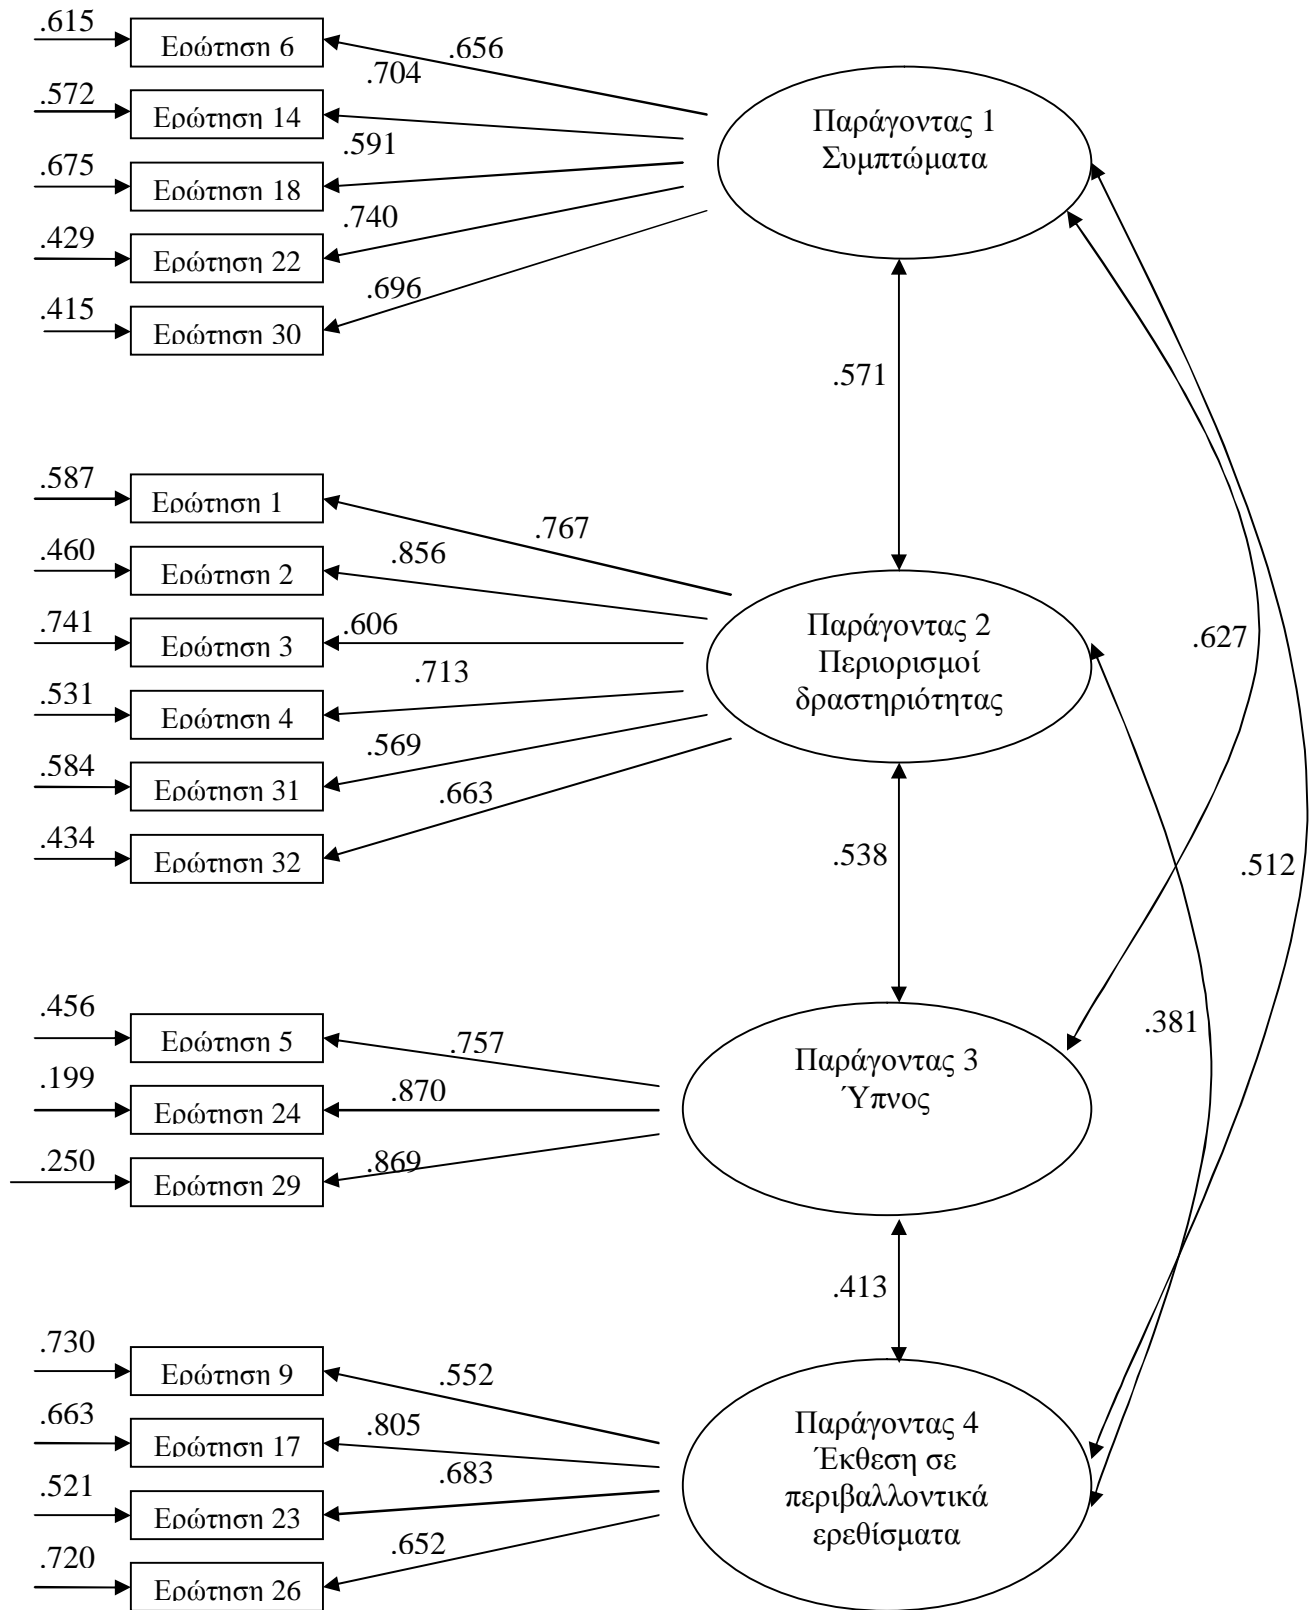 .615
Ερώτηση 6
.656
.704
.572
Ερώτηση 14
.591
.675
Ερώτηση 18
.740
.429
Ερώτηση 22
.696
.415
Ερώτηση 30
Παράγοντας 1
Συμπτώματα
.571
.587
Ερώτηση 1
.767
.460
Ερώτηση 2
.856
.741
Ερώτηση 3
.606
.713
.531
Ερώτηση 4
.569
.584
Ερώτηση 31
.663
.434
Ερώτηση 32
Παράγοντας 2
Περιορισμοί
δραστηριότητας
.627
.538
.512
.456
Ερώτηση 5
.757
.199
Ερώτηση 24
.870
.250
Ερώτηση 29
.869
Παράγοντας 3
Ύπνος
.381
.413
.730
Ερώτηση 9
.552
.663
Ερώτηση 17
.805
.521
Ερώτηση 23
.683
.720
Ερώτηση 26
.652
Παράγοντας 4
Έκθεση σε
περιβαλλοντικά
ερεθίσματα